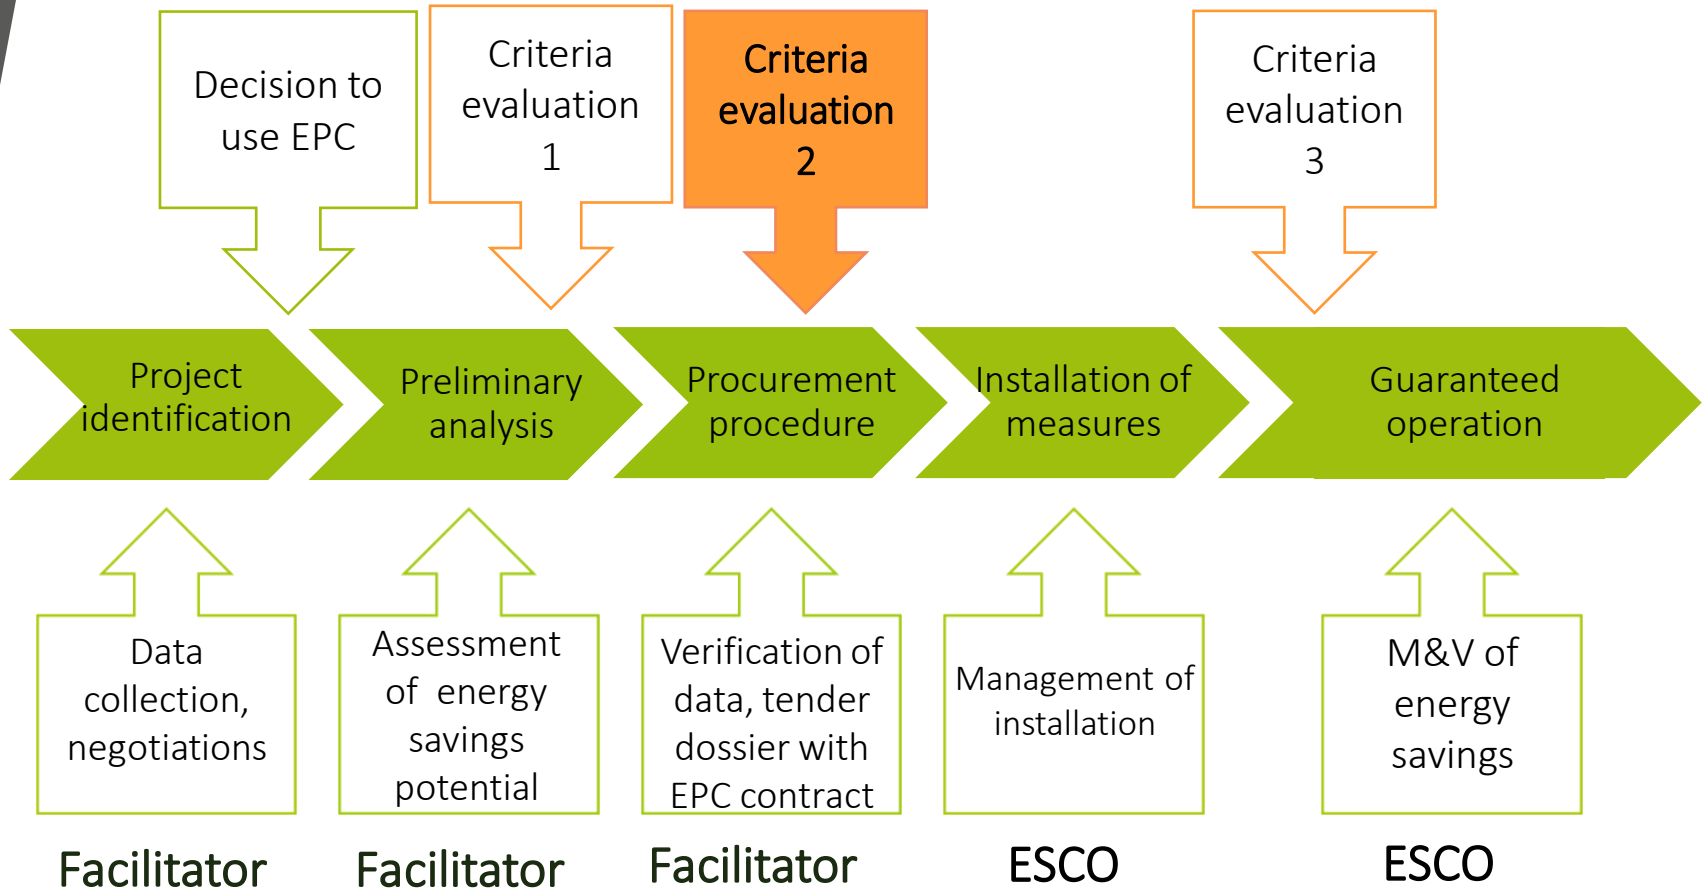 Decision to
use EPC
Criteria
evaluation
1
Criteria
evaluation
2
Criteria
evaluation
3
Project
identification
Preliminary
analysis
Procurement
procedure
Installation of
measures
Guaranteed
operation
Data
collection,
negotiations
Assessment
of energy
savings
potential
Verification of
data, tender
dossier with
EPC contract
Management of
installation
M&V of
energy
savings
Facilitator
Facilitator
Facilitator
ESCO
ESCO